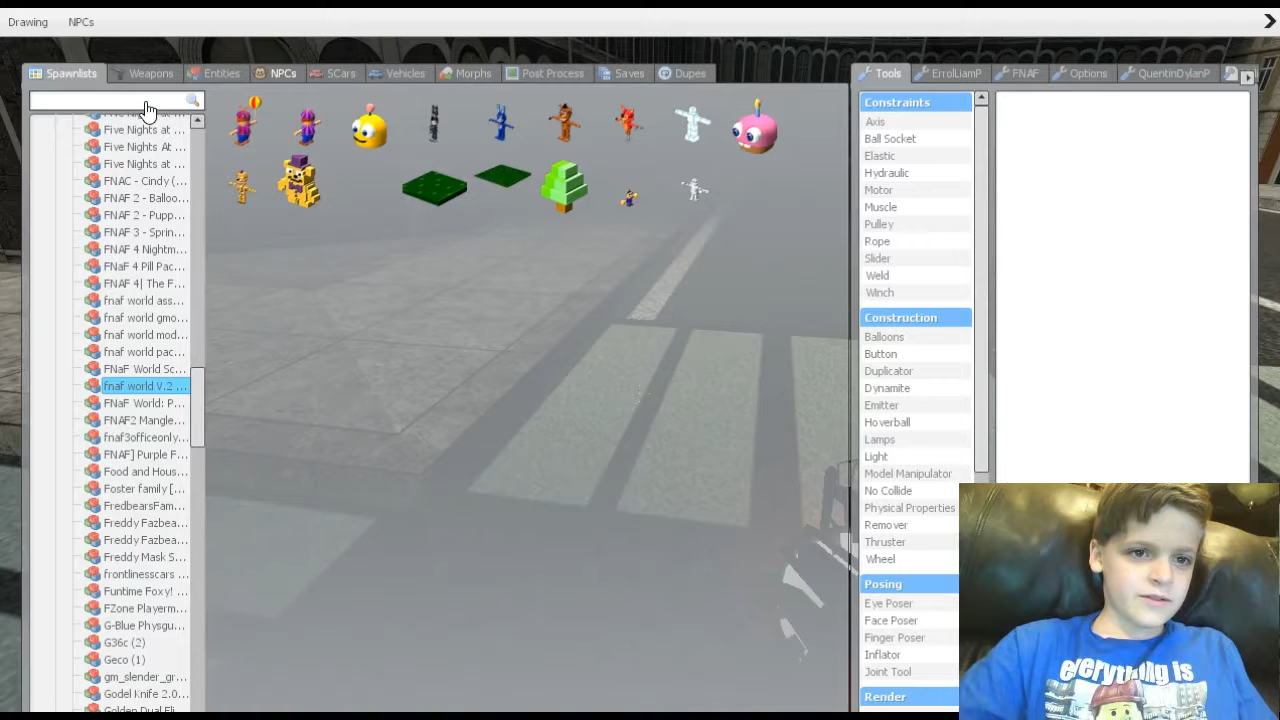 Drawing NPCs
Spawnlists Weapons Entities NPCs SCars Vehicles Morphs Post Process Saves Dupes
Tools ErrolLiamP FNAF Options QuentinDylanP
Five Nights at ...
Five Nights At ...
Five Nights at ...
FNAC - Cindy (...
FNAF 2 - Balloo...
FNAF 2 - Pupp...
FNAF 3 - Sprin...
FNAF 4 Nightm...
FNaF 4 Pill Pac...
FNAF 4| The F...
fnaf world ass...
fnaf world gmo...
fnaf world mod...
fnaf world pac...
FNaF World Sc...
fnaf world V.2 ...
FNaF World: P...
FNAF2 Mangle...
fnaf3officeonly...
FNAF] Purple F...
Food and Hous...
Foster family [...
FredbearsFam...
Freddy Fazbea...
Freddy Fazbea...
Freddy Mask S...
frontlinesscars ...
Funtime Foxy! ...
FZone Playerm...
G-Blue Physgu...
G36c (2)
Geco (1)
gm_slender_gr...
Godel Knife 2.0...
Golden Dual Eli...
Constraints
Axis
Ball Socket
Elastic
Hydraulic
Motor
Muscle
Pulley
Rope
Slider
Weld
Winch
Construction
Balloons
Button
Duplicator
Dynamite
Emitter
Hoverball
Lamps
Light
Model Manipulator
No Collide
Physical Properties
Remover
Thruster
Wheel
Posing
Eye Poser
Face Poser
Finger Poser
Inflator
Joint Tool
Render
everything is